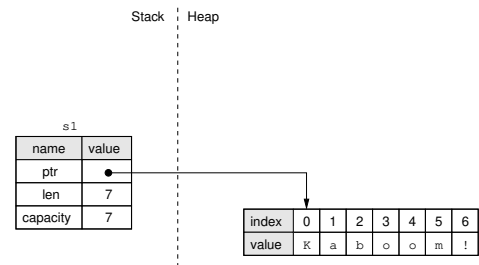 Stack Heap
s1
name value
ptr
len 7
capacity 7
index 0 1 2 3 4 5 6
value K a b o o m !